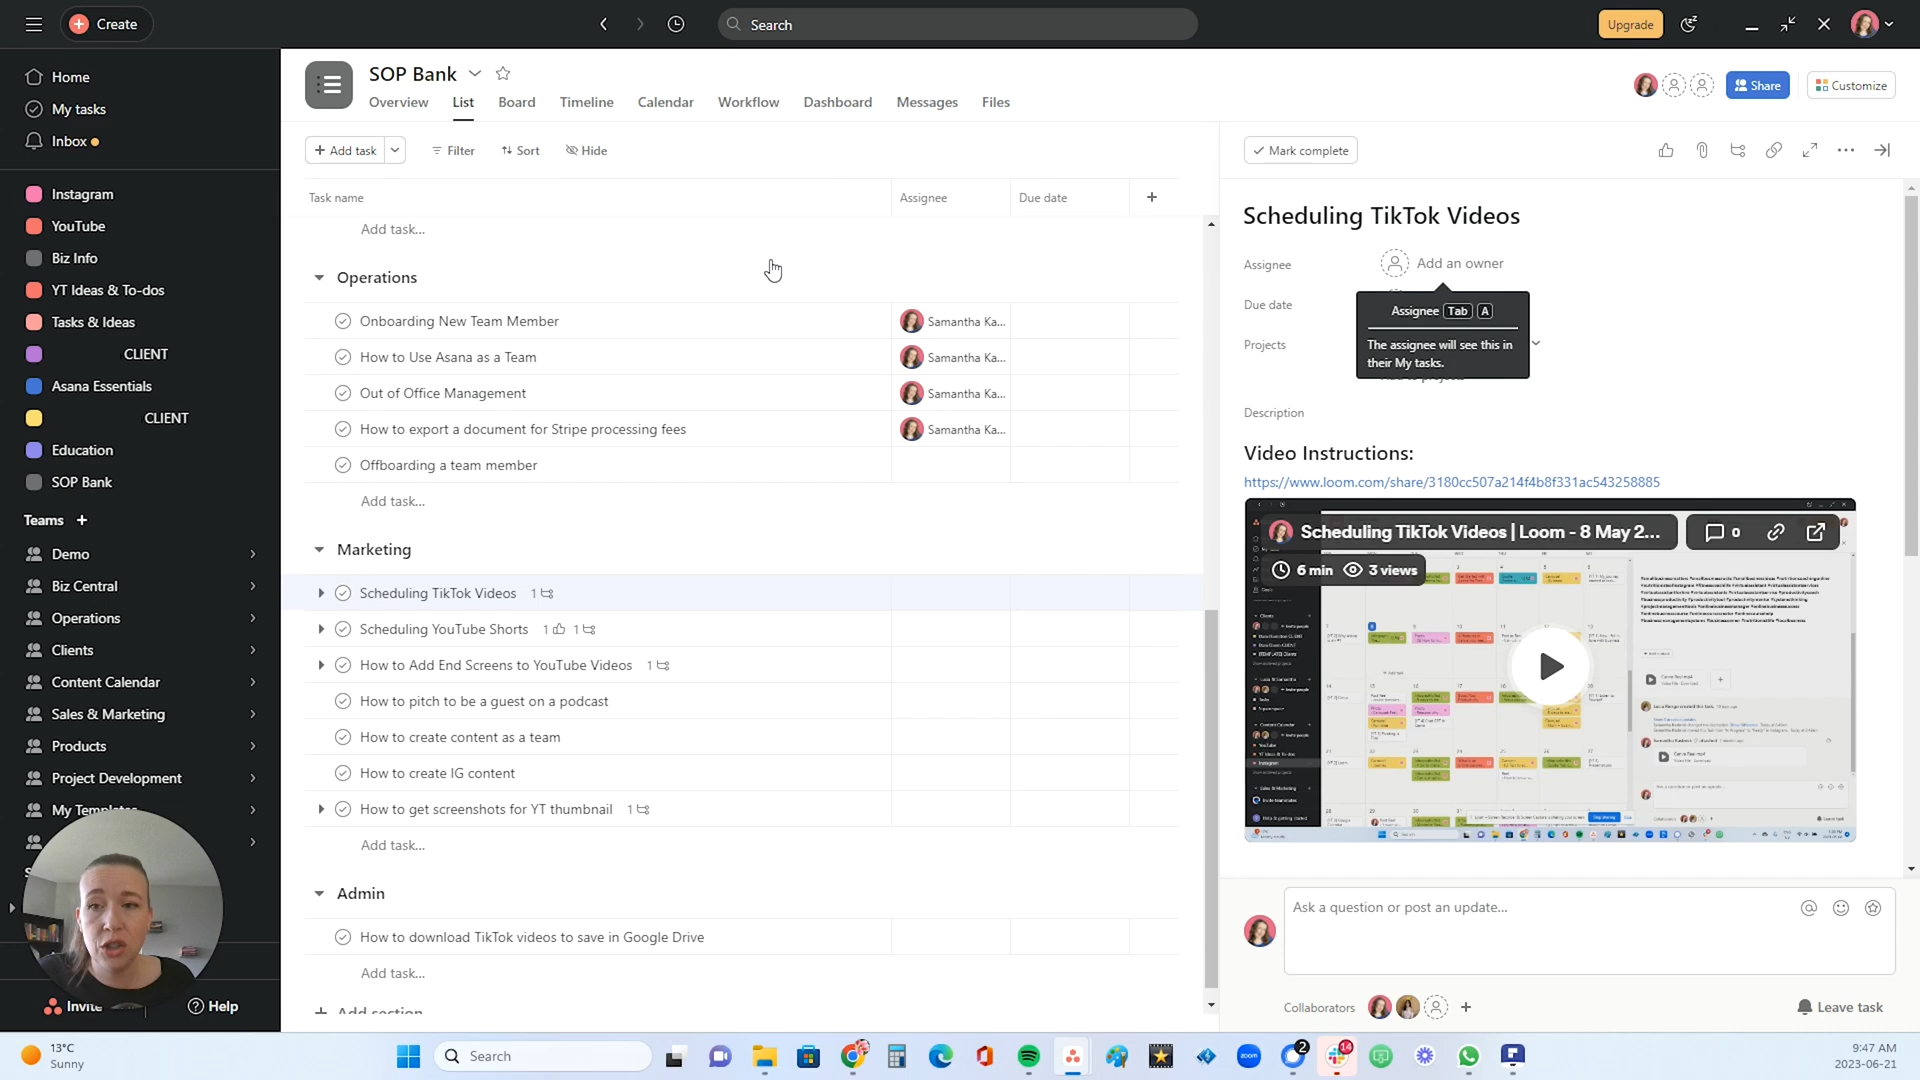 Create
Search
Upgrade
Home
My tasks
Inbox
Instagram
YouTube
Biz Info
YT Ideas & To-dos
Tasks & Ideas
CLIENT
Asana Essentials
CLIENT
Education
SOP Bank
Teams +
Demo
Biz Central
Operations
Clients
Content Calendar
Sales & Marketing
Products
Project Development
My Templates
Invite
Help
SOP Bank
Overview
List
Board
Timeline
Calendar
Workflow
Dashboard
Messages
Files
Share
Customize
+ Add task
Filter
Sort
Hide
Task name
Assignee
Due date
+
Add task...
Operations
Onboarding New Team Member
Samantha Ka...
How to Use Asana as a Team
Samantha Ka...
Out of Office Management
Samantha Ka...
How to export a document for Stripe processing fees
Samantha Ka...
Offboarding a team member
Add task...
Marketing
Scheduling TikTok Videos 1
Scheduling YouTube Shorts 1 1
How to Add End Screens to YouTube Videos 1
How to pitch to be a guest on a podcast
How to create content as a team
How to create IG content
How to get screenshots for YT thumbnail 1
Add task...
Admin
How to download TikTok videos to save in Google Drive
Add task...
+ Add section
Mark complete
Scheduling TikTok Videos
Assignee
Add an owner
Assignee Tab A
The assignee will see this in
their My tasks.
Due date
Projects
Add to projects
Description
Video Instructions:
https://www.loom.com/share/3180cc507a214f4b8f331ac543258885
Scheduling TikTok Videos | Loom - 8 May 2...
0
6 min 3 views
Ask a question or post an update...
Collaborators
+
Leave task
13°C
Sunny
Search
zoom
2
14
9:47 AM
2023-06-21